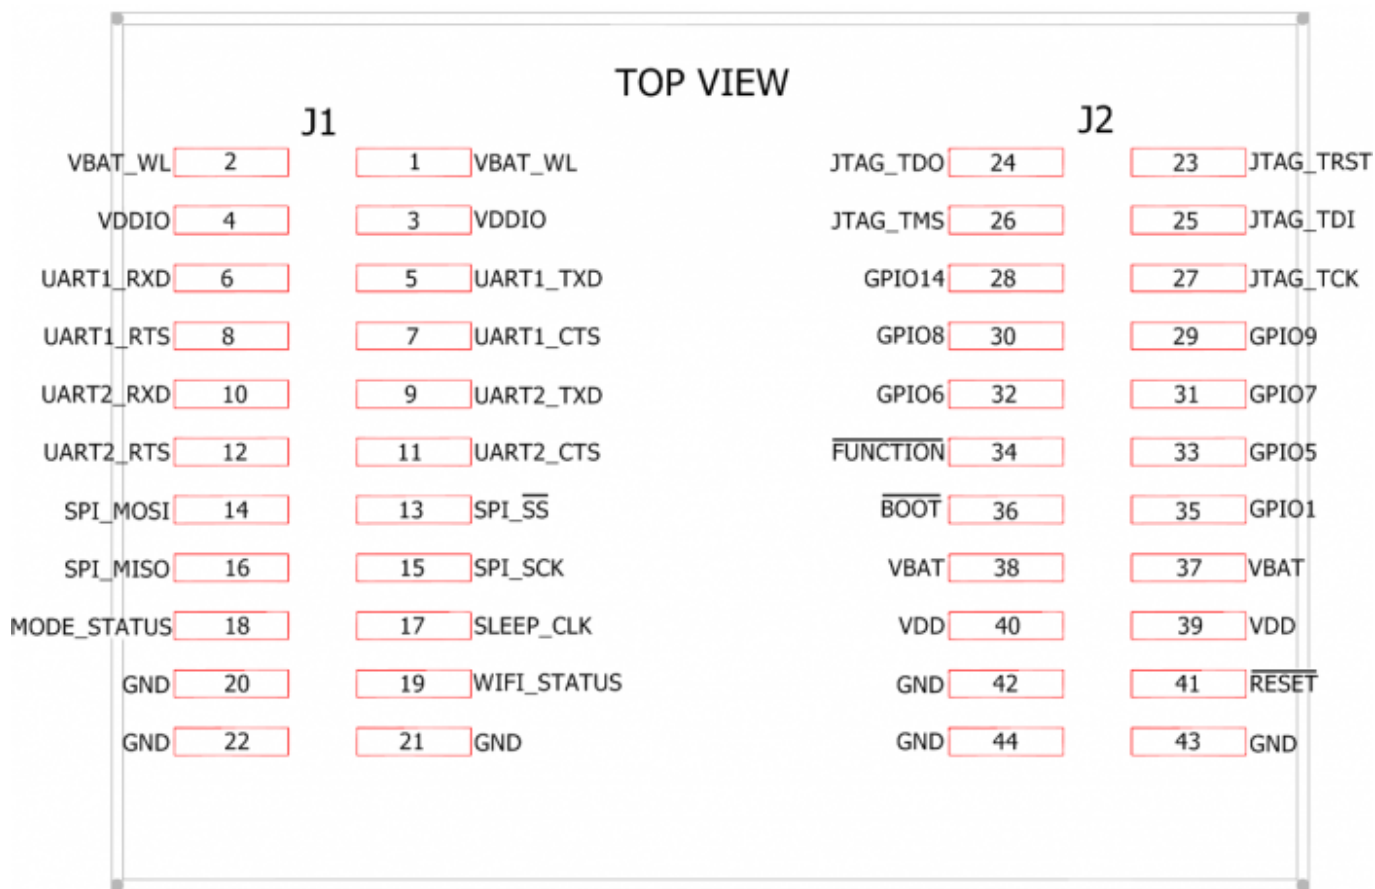 TOP VIEW
J1 J2
VBAT_WL 2 1 VBAT_WL JTAG_TDO 24 23 JTAG_TRST
VDDIO 4 3 VDDIO JTAG_TMS 26 25 JTAG_TDI
UART1_RXD 6 5 UART1_TXD GPIO14 28 27 JTAG_TCK
UART1_RTS 8 7 UART1_CTS GPIO8 30 29 GPIO9
UART2_RXD 10 9 UART2_TXD GPIO6 32 31 GPIO7
UART2_RTS 12 11 UART2_CTS FUNCTION 34 33 GPIO5
SPI_MOSI 14 13 SPI_SS BOOT 36 35 GPIO1
SPI_MISO 16 15 SPI_SCK VBAT 38 37 VBAT
MODE_STATUS 18 17 SLEEP_CLK VDD 40 39 VDD
GND 20 19 WIFI_STATUS GND 42 41 RESET
GND 22 21 GND GND 44 43 GND